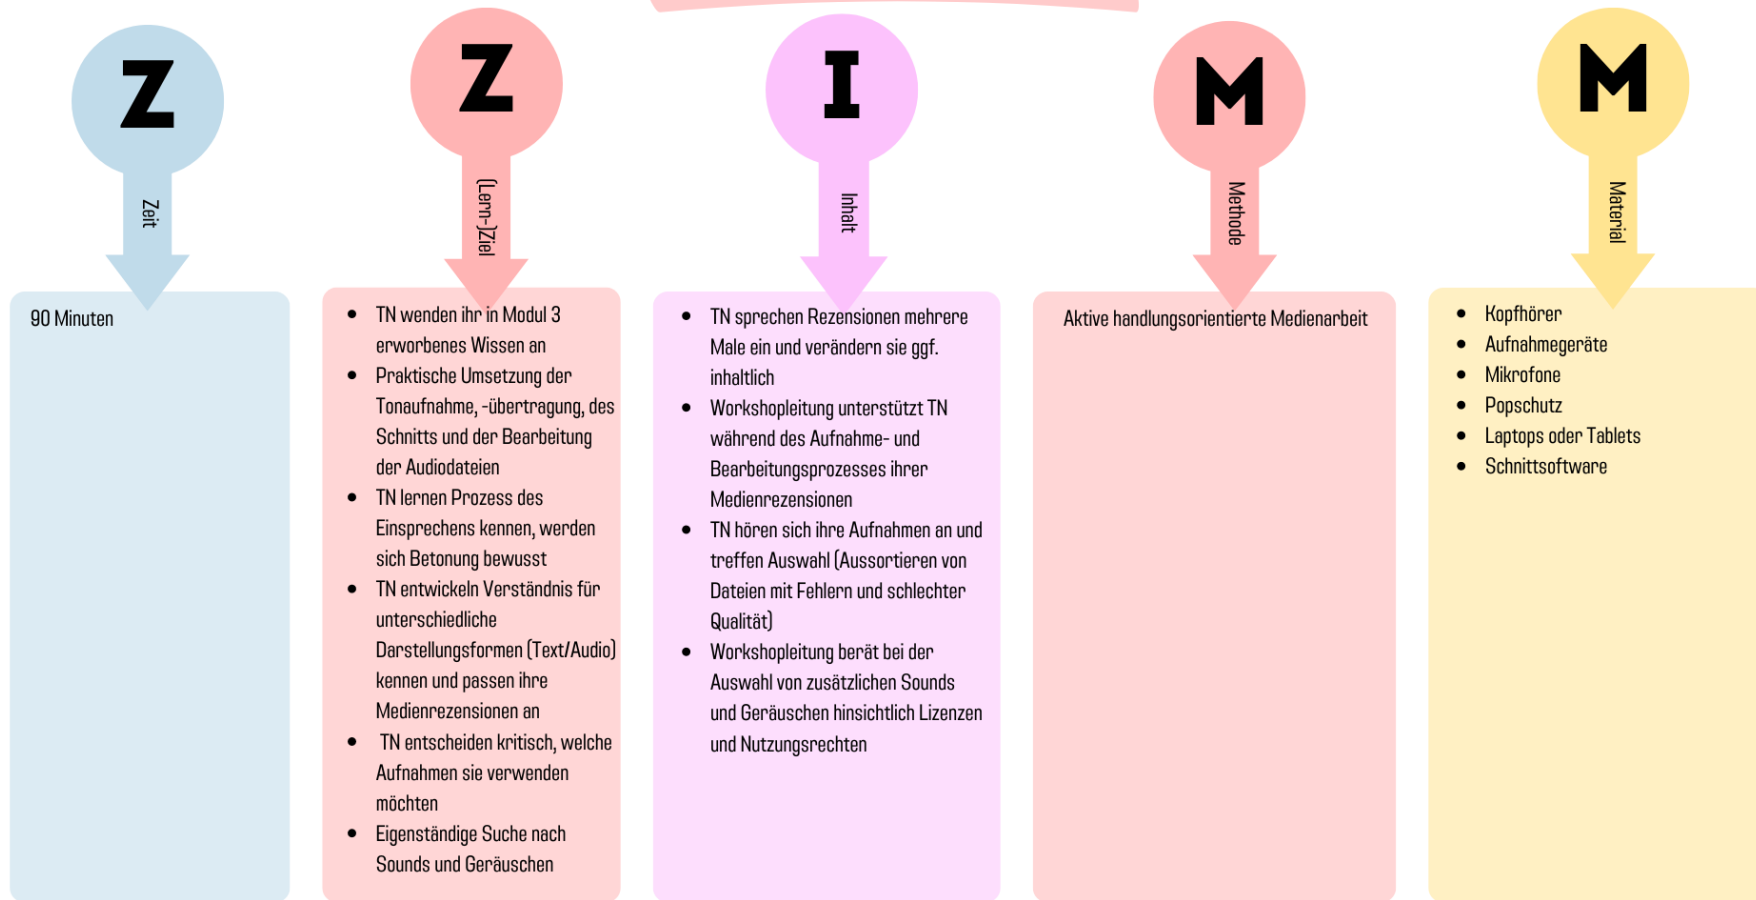 Z
Zeit
90 Minuten
Z
(Lern-)Ziel
• TN wenden ihr in Modul 3
erworbenes Wissen an
• Praktische Umsetzung der
Tonaufnahme, -übertragung, des
Schnitts und der Bearbeitung
der Audiodateien
• TN lernen Prozess des
Einsprechens kennen, werden
sich Betonung bewusst
• TN entwickeln Verständnis für
unterschiedliche
Darstellungsformen (Text/Audio)
kennen und passen ihre
Medienrezensionen an
• TN entscheiden kritisch, welche
Aufnahmen sie verwenden
möchten
• Eigenständige Suche nach
Sounds und Geräuschen
I
Inhalt
• TN sprechen Rezensionen mehrere
Male ein und verändern sie ggf.
inhaltlich
• Workshopleitung unterstützt TN
während des Aufnahme- und
Bearbeitungsprozesses ihrer
Medienrezensionen
• TN hören sich ihre Aufnahmen an und
treffen Auswahl (Aussortieren von
Dateien mit Fehlern und schlechter
Qualität)
• Workshopleitung berät bei der
Auswahl von zusätzlichen Sounds
und Geräuschen hinsichtlich Lizenzen
und Nutzungsrechten
M
Methode
Aktive handlungsorientierte Medienarbeit
M
Material
• Kopfhörer
• Aufnahmegeräte
• Mikrofone
• Popschutz
• Laptops oder Tablets
• Schnittsoftware